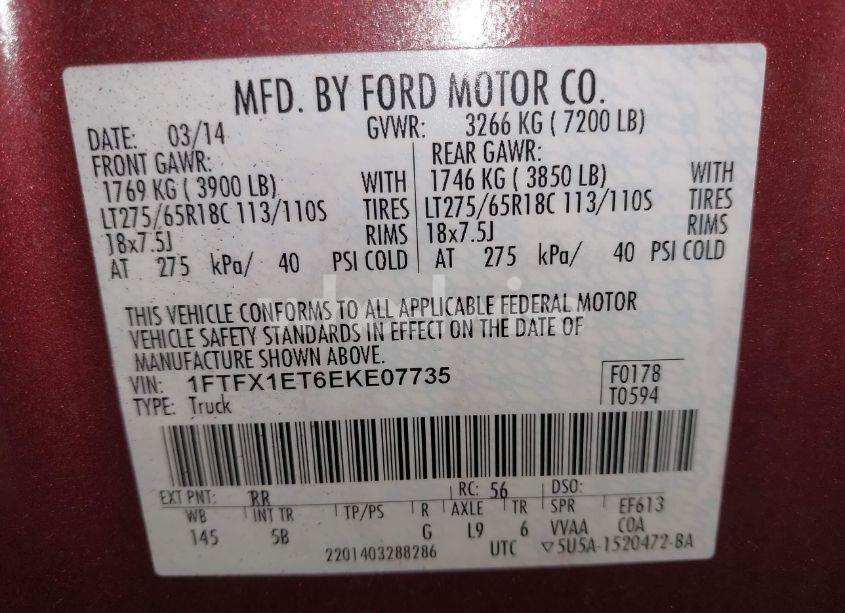 MFD. BY FORD MOTOR CO.
DATE: 03/14 GVWR: 3266 KG ( 7200 LB)
FRONT GAWR: REAR GAWR:
1769 KG ( 3900 LB) WITH 1746 KG ( 3850 LB) WITH
LT275/65R18C 113/110S TIRES LT275/65R18C 113/110S TIRES
18x7.5J RIMS 18x7.5J RIMS
AT 275 kPa/ 40 PSI COLD AT 275 kPa/ 40 PSI COLD
THIS VEHICLE CONFORMS TO ALL APPLICABLE FEDERAL MOTOR
VEHICLE SAFETY STANDARDS IN EFFECT ON THE DATE OF
MANUFACTURE SHOWN ABOVE.
VIN: 1FTFX1ET6EKE07735 F0178
TYPE: Truck T0594
EXT PNT: RR RC: 56 DSO:
WB INT TR TP/PS R AXLE TR SPR EF613
145 5B G L9 6 VVAA COA
2201403288286 UTC ▽5U5A-1520472-BA